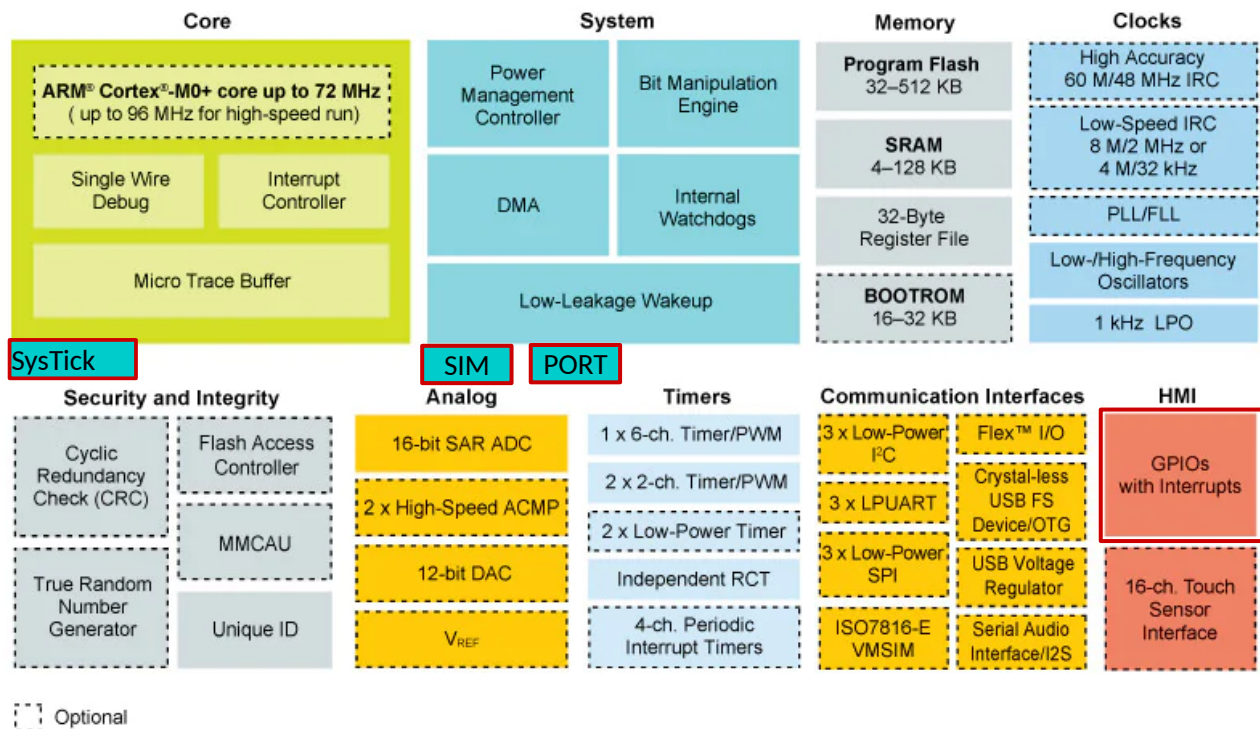 Core
ARM® Cortex®-M0+ core up to 72 MHz
( up to 96 MHz for high-speed run)
Single Wire
Debug
Interrupt
Controller
Micro Trace Buffer
System
Power
Management
Controller
Bit Manipulation
Engine
DMA
Internal
Watchdogs
Low-Leakage Wakeup
Memory
Program Flash
32–512 KB
SRAM
4–128 KB
32-Byte
Register File
BOOTROM
16–32 KB
Clocks
High Accuracy
60 M/48 MHz IRC
Low-Speed IRC
8 M/2 MHz or
4 M/32 kHz
PLL/FLL
Low-/High-Frequency
Oscillators
1 kHz LPO
SysTick
SIM
PORT
Security and Integrity
Cyclic
Redundancy
Check (CRC)
Flash Access
Controller
MMCAU
True Random
Number
Generator
Unique ID
Analog
16-bit SAR ADC
2 x High-Speed ACMP
12-bit DAC
VREF
Timers
1 x 6-ch. Timer/PWM
2 x 2-ch. Timer/PWM
2 x Low-Power Timer
Independent RCT
4-ch. Periodic
Interrupt Timers
Communication Interfaces
3 x Low-Power
I²C
3 x LPUART
3 x Low-Power
SPI
ISO7816-E
VMSIM
Flex™ I/O
Crystal-less
USB FS
Device/OTG
USB Voltage
Regulator
Serial Audio
Interface/I2S
HMI
GPIOs
with Interrupts
16-ch. Touch
Sensor
Interface
Optional